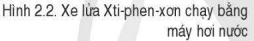 Hình 2.2. Xe lửa Xti-phen-xơn chạy bằng
máy hơi nước